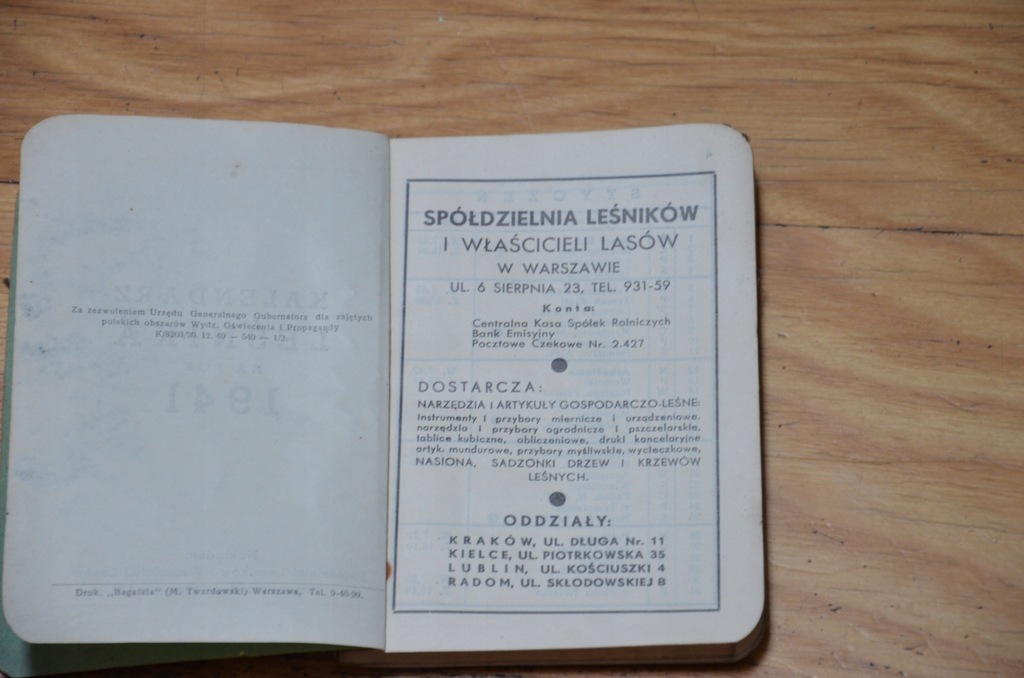 Za zezwoleniem Urzędu Generalnego Gubernatora dla zajętych
polskich obszarów Wydz. Oświecenia i Propagandy
Druk. „Bagatela" (M. Twardowski) Warszawa, Tel. 9-40-90.
SPÓŁDZIELNIA LEŚNIKÓW
I WŁAŚCICIELI LASÓW
W WARSZAWIE
UL. 6 SIERPNIA 23, TEL. 931-59
Konta:
Centralna Kasa Spółek Rolniczych
Bank Emisyjny
Pocztowe Czekowe Nr. 2.427
DOSTARCZA:
NARZĘDZIA I ARTYKUŁY GOSPODARCZO-LEŚNE:
Instrumenty i przybory miernicze i urządzeniowe,
narzędzia i przybory ogrodnicze i pszczelarskie,
tablice kubiczne, obliczeniowe, druki kancelaryjne
artyk. mundurowe, przybory myśliwskie, wycieczkowe,
NASIONA, SADZONKI DRZEW I KRZEWÓW
LEŚNYCH.
ODDZIAŁY:
KRAKÓW, UL. DŁUGA Nr. 11
KIELCE, UL. PIOTRKOWSKA 35
LUBLIN, UL. KOŚCIUSZKI 4
RADOM, UL. SKŁODOWSKIEJ 8